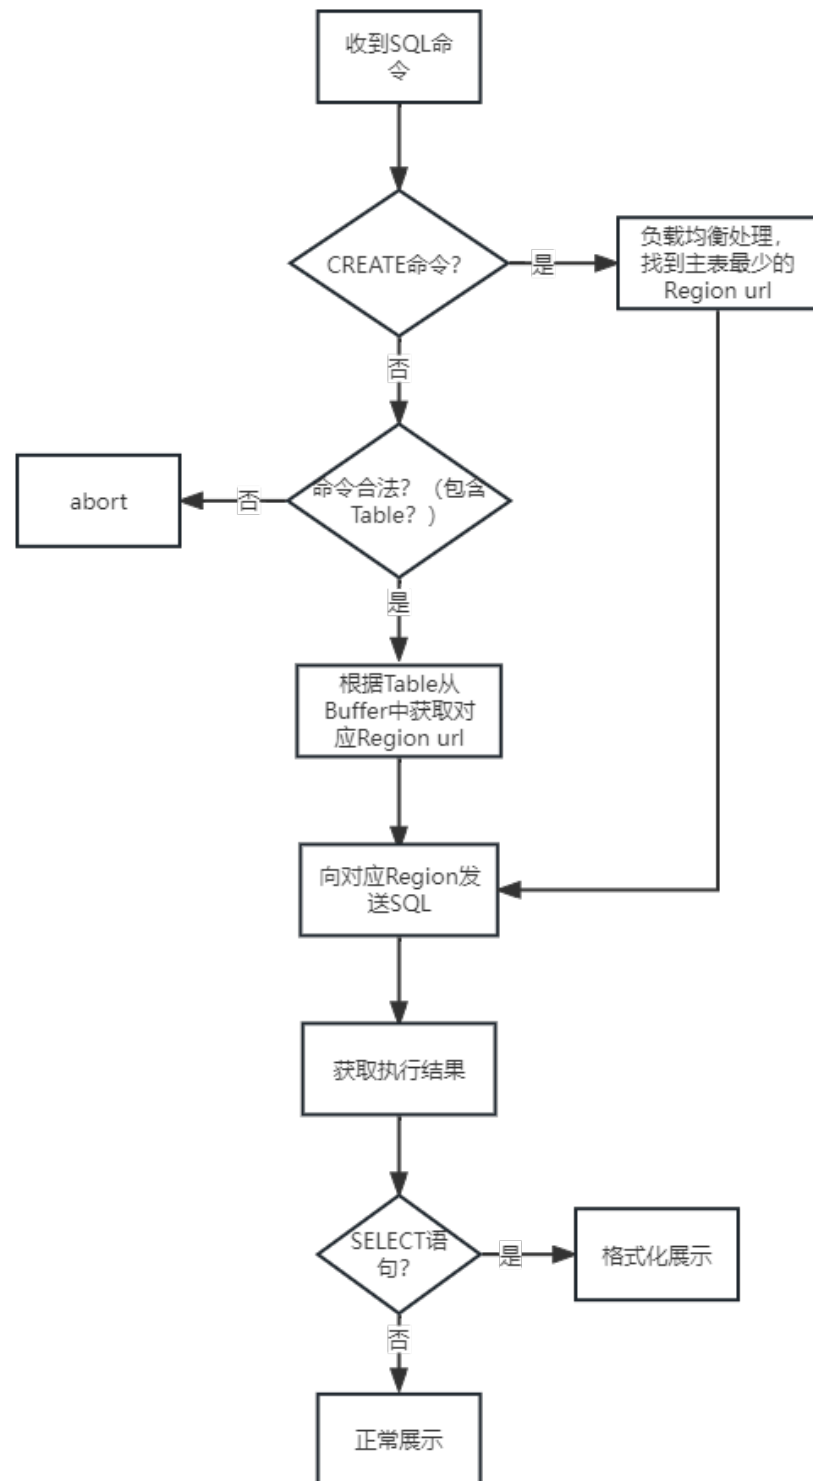 收到SQL命
令
CREATE命令？
是
负载均衡处理，
找到主表最少的
Region url
否
命令合法？（包含
Table？）
否
abort
是
根据Table从
Buffer中获取对
应Region url
向对应Region发
送SQL
获取执行结果
SELECT语
句？
是
格式化展示
否
正常展示